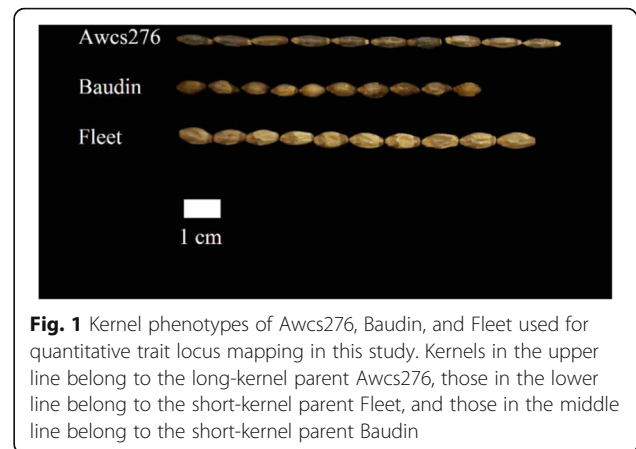 Awcs276
Baudin
Fleet
1 cm
Fig. 1 Kernel phenotypes of Awcs276, Baudin, and Fleet used for
quantitative trait locus mapping in this study. Kernels in the upper
line belong to the long-kernel parent Awcs276, those in the lower
line belong to the short-kernel parent Fleet, and those in the middle
line belong to the short-kernel parent Baudin